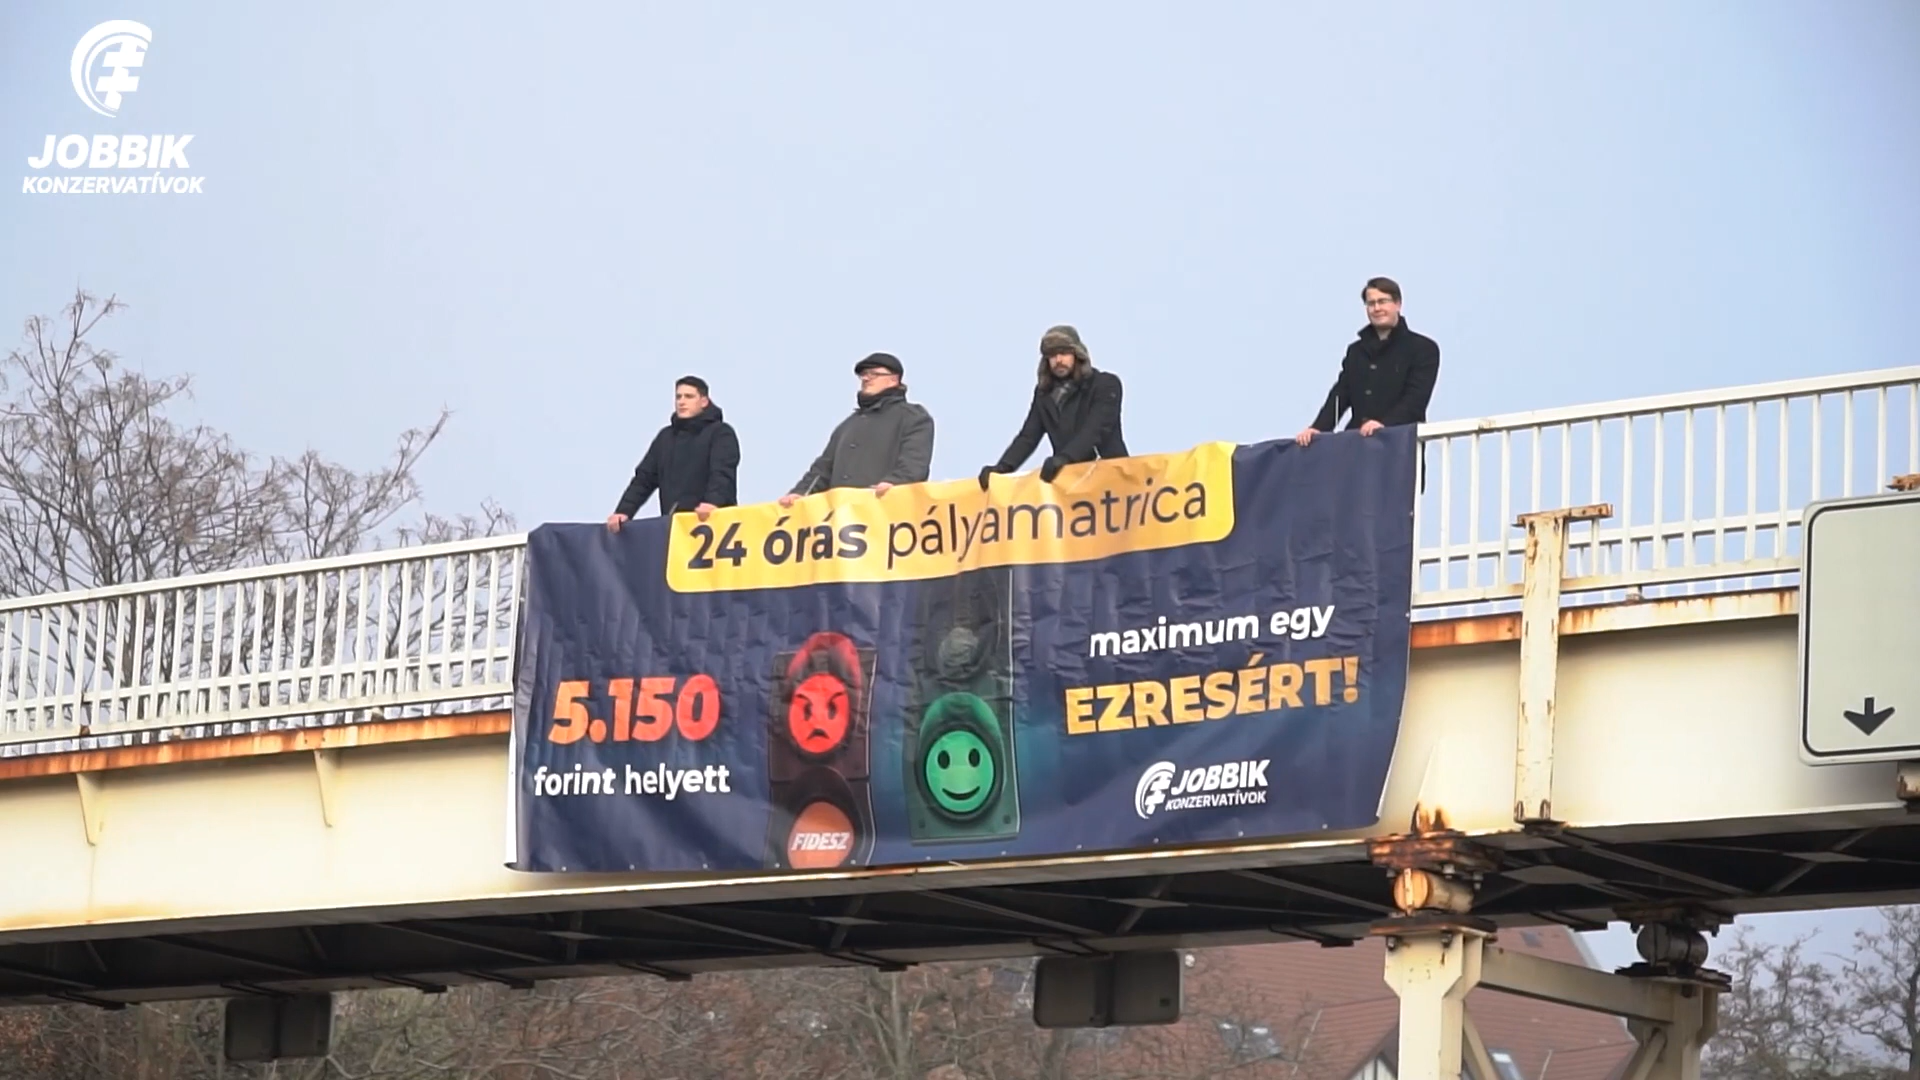 JOBBIK
KONZERVATÍVOK
24 órás pályamatrica
5.150
forint helyett
FIDESZ
maximum egy
EZRESÉRT!
JOBBIK
KONZERVATÍVOK